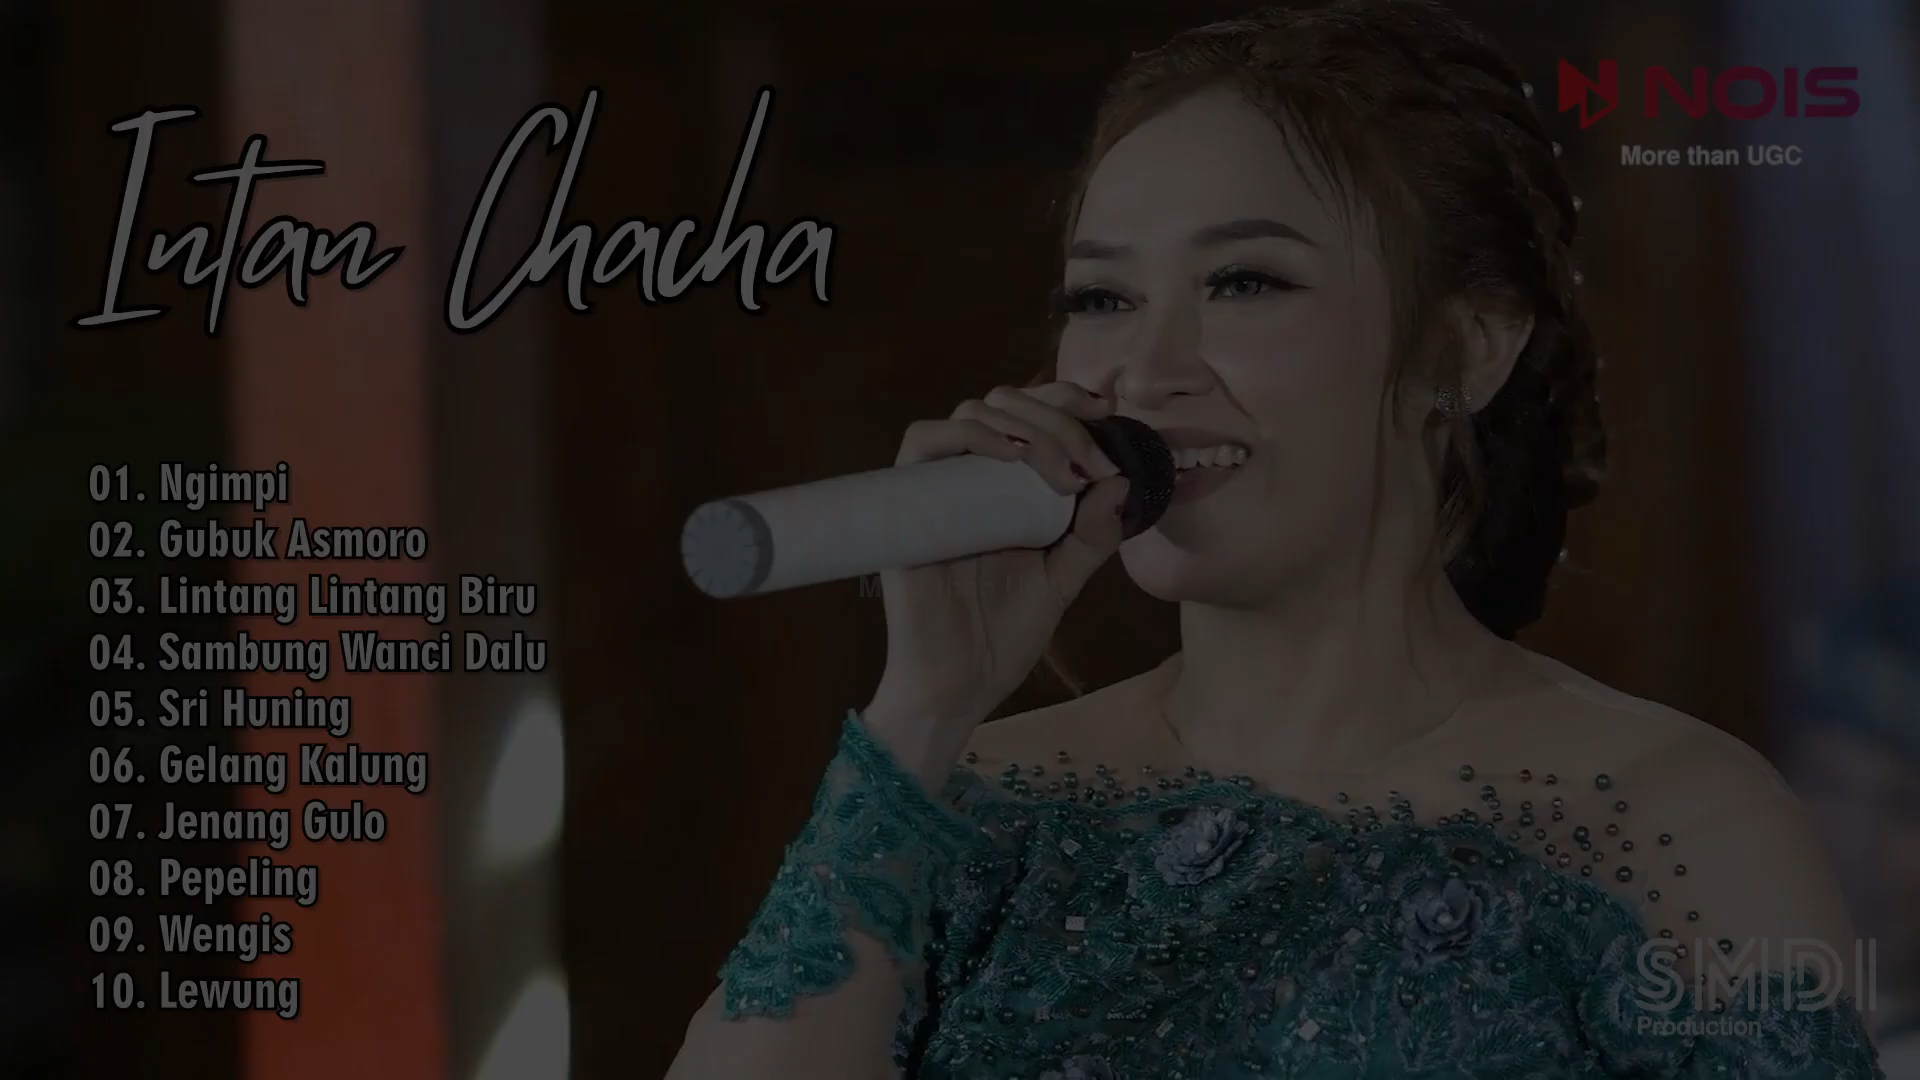 Intan Chacha
NOIS
More than UGC
01. Ngimpi
02. Gubuk Asmoro
03. Lintang Lintang Biru
04. Sambung Wanci Dalu
05. Sri Huning
06. Gelang Kalung
07. Jenang Gulo
08. Pepeling
09. Wengis
10. Lewung
SMDI
Production